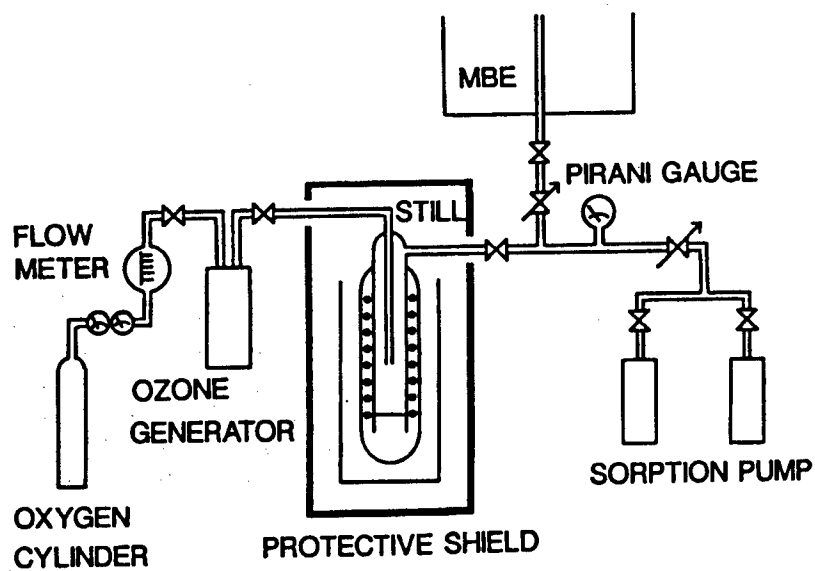 MBE
PIRANI GAUGE
STILL
FLOW
METER
OZONE
GENERATOR
SORPTION PUMP
OXYGEN
CYLINDER
PROTECTIVE SHIELD